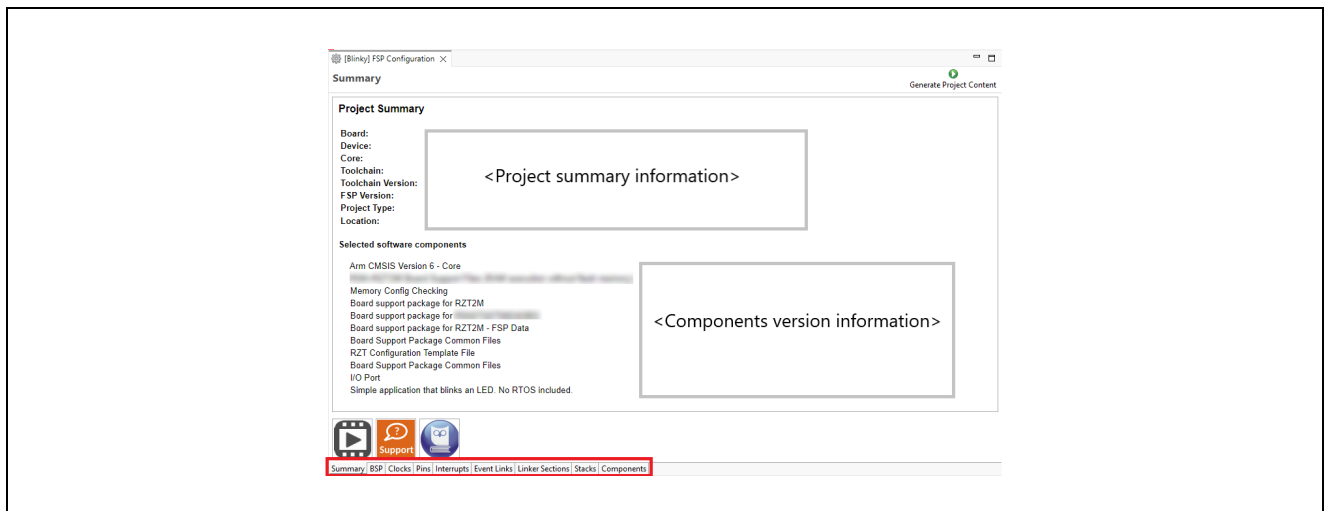 [Blinky] FSP Configuration
Summary
Generate Project Content
Project Summary
Board:
Device:
Core:
Toolchain:
Toolchain Version:
FSP Version:
Project Type:
Location:
<Project summary information>
Selected software components
Arm CMSIS Version 6 - Core
Memory Config Checking
Board support package for RZT2M
Board support package for
Board support package for RZT2M - FSP Data
Board Support Package Common Files
RZT Configuration Template File
Board Support Package Common Files
I/O Port
Simple application that blinks an LED. No RTOS included.
<Components version information>
Support
Summary BSP Clocks Pins Interrupts Event Links Linker Sections Stacks Components